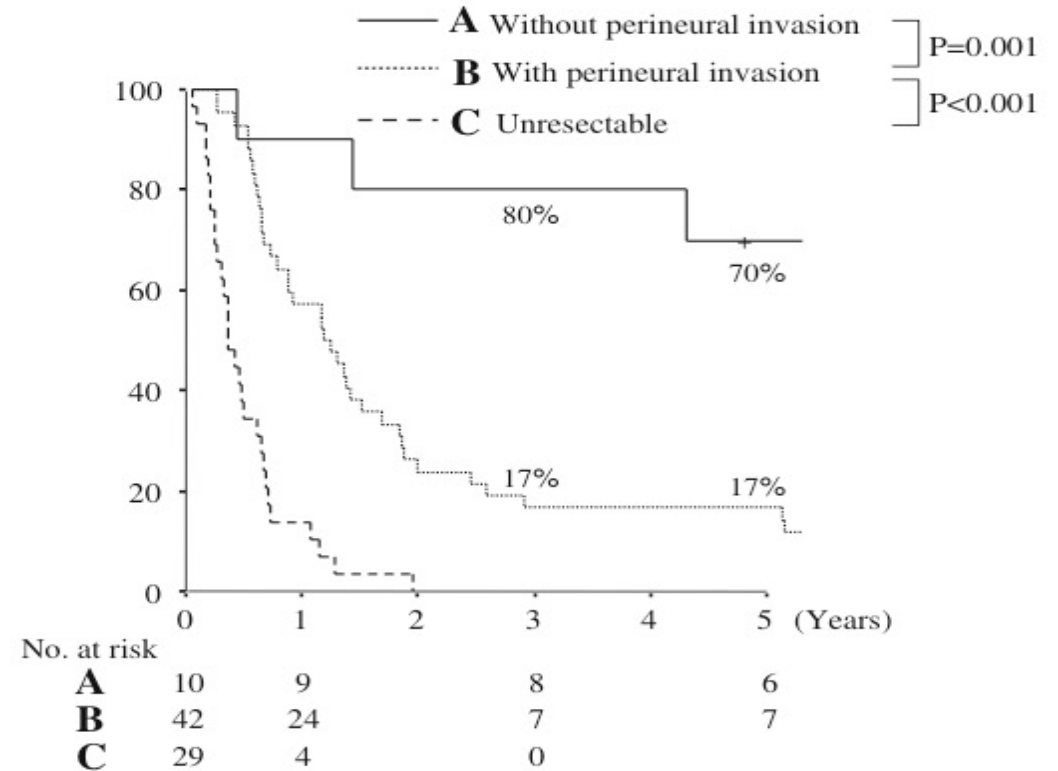 A Without perineural invasion
P=0.001
B With perineural invasion
P<0.001
C Unresectable
100
80
80%
70%
60
40
20
17%
17%
0
0 1 2 3 4 5 (Years)
No. at risk
A 10 9 8 6
B 42 24 7 7
C 29 4 0